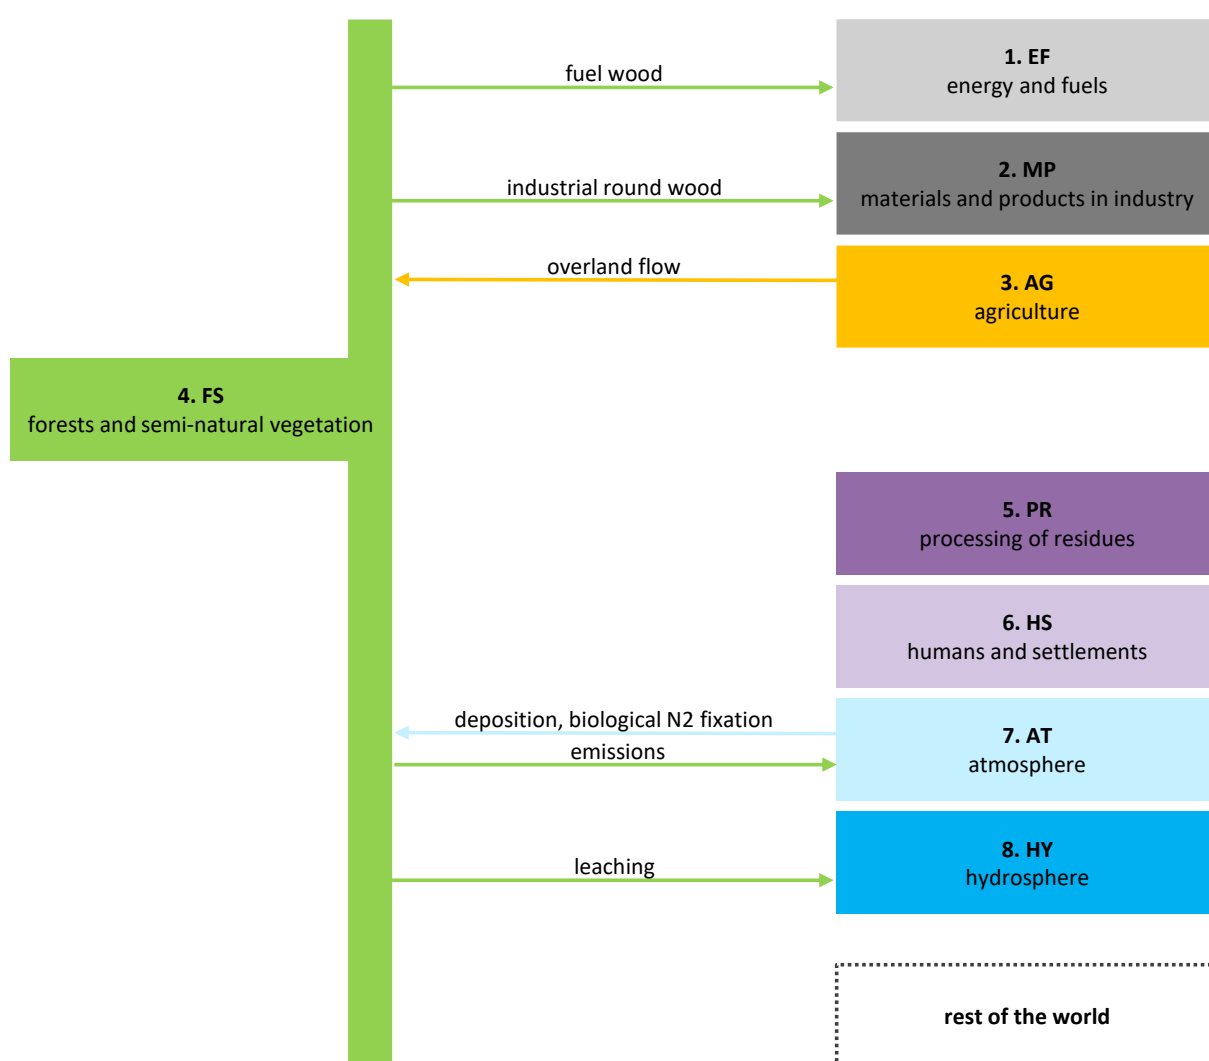 fuel wood
1. EF
energy and fuels
industrial round wood
2. MP
materials and products in industry
overland flow
3. AG
agriculture
4. FS
forests and semi-natural vegetation
5. PR
processing of residues
6. HS
humans and settlements
deposition, biological N2 fixation
emissions
7. AT
atmosphere
leaching
8. HY
hydrosphere
rest of the world